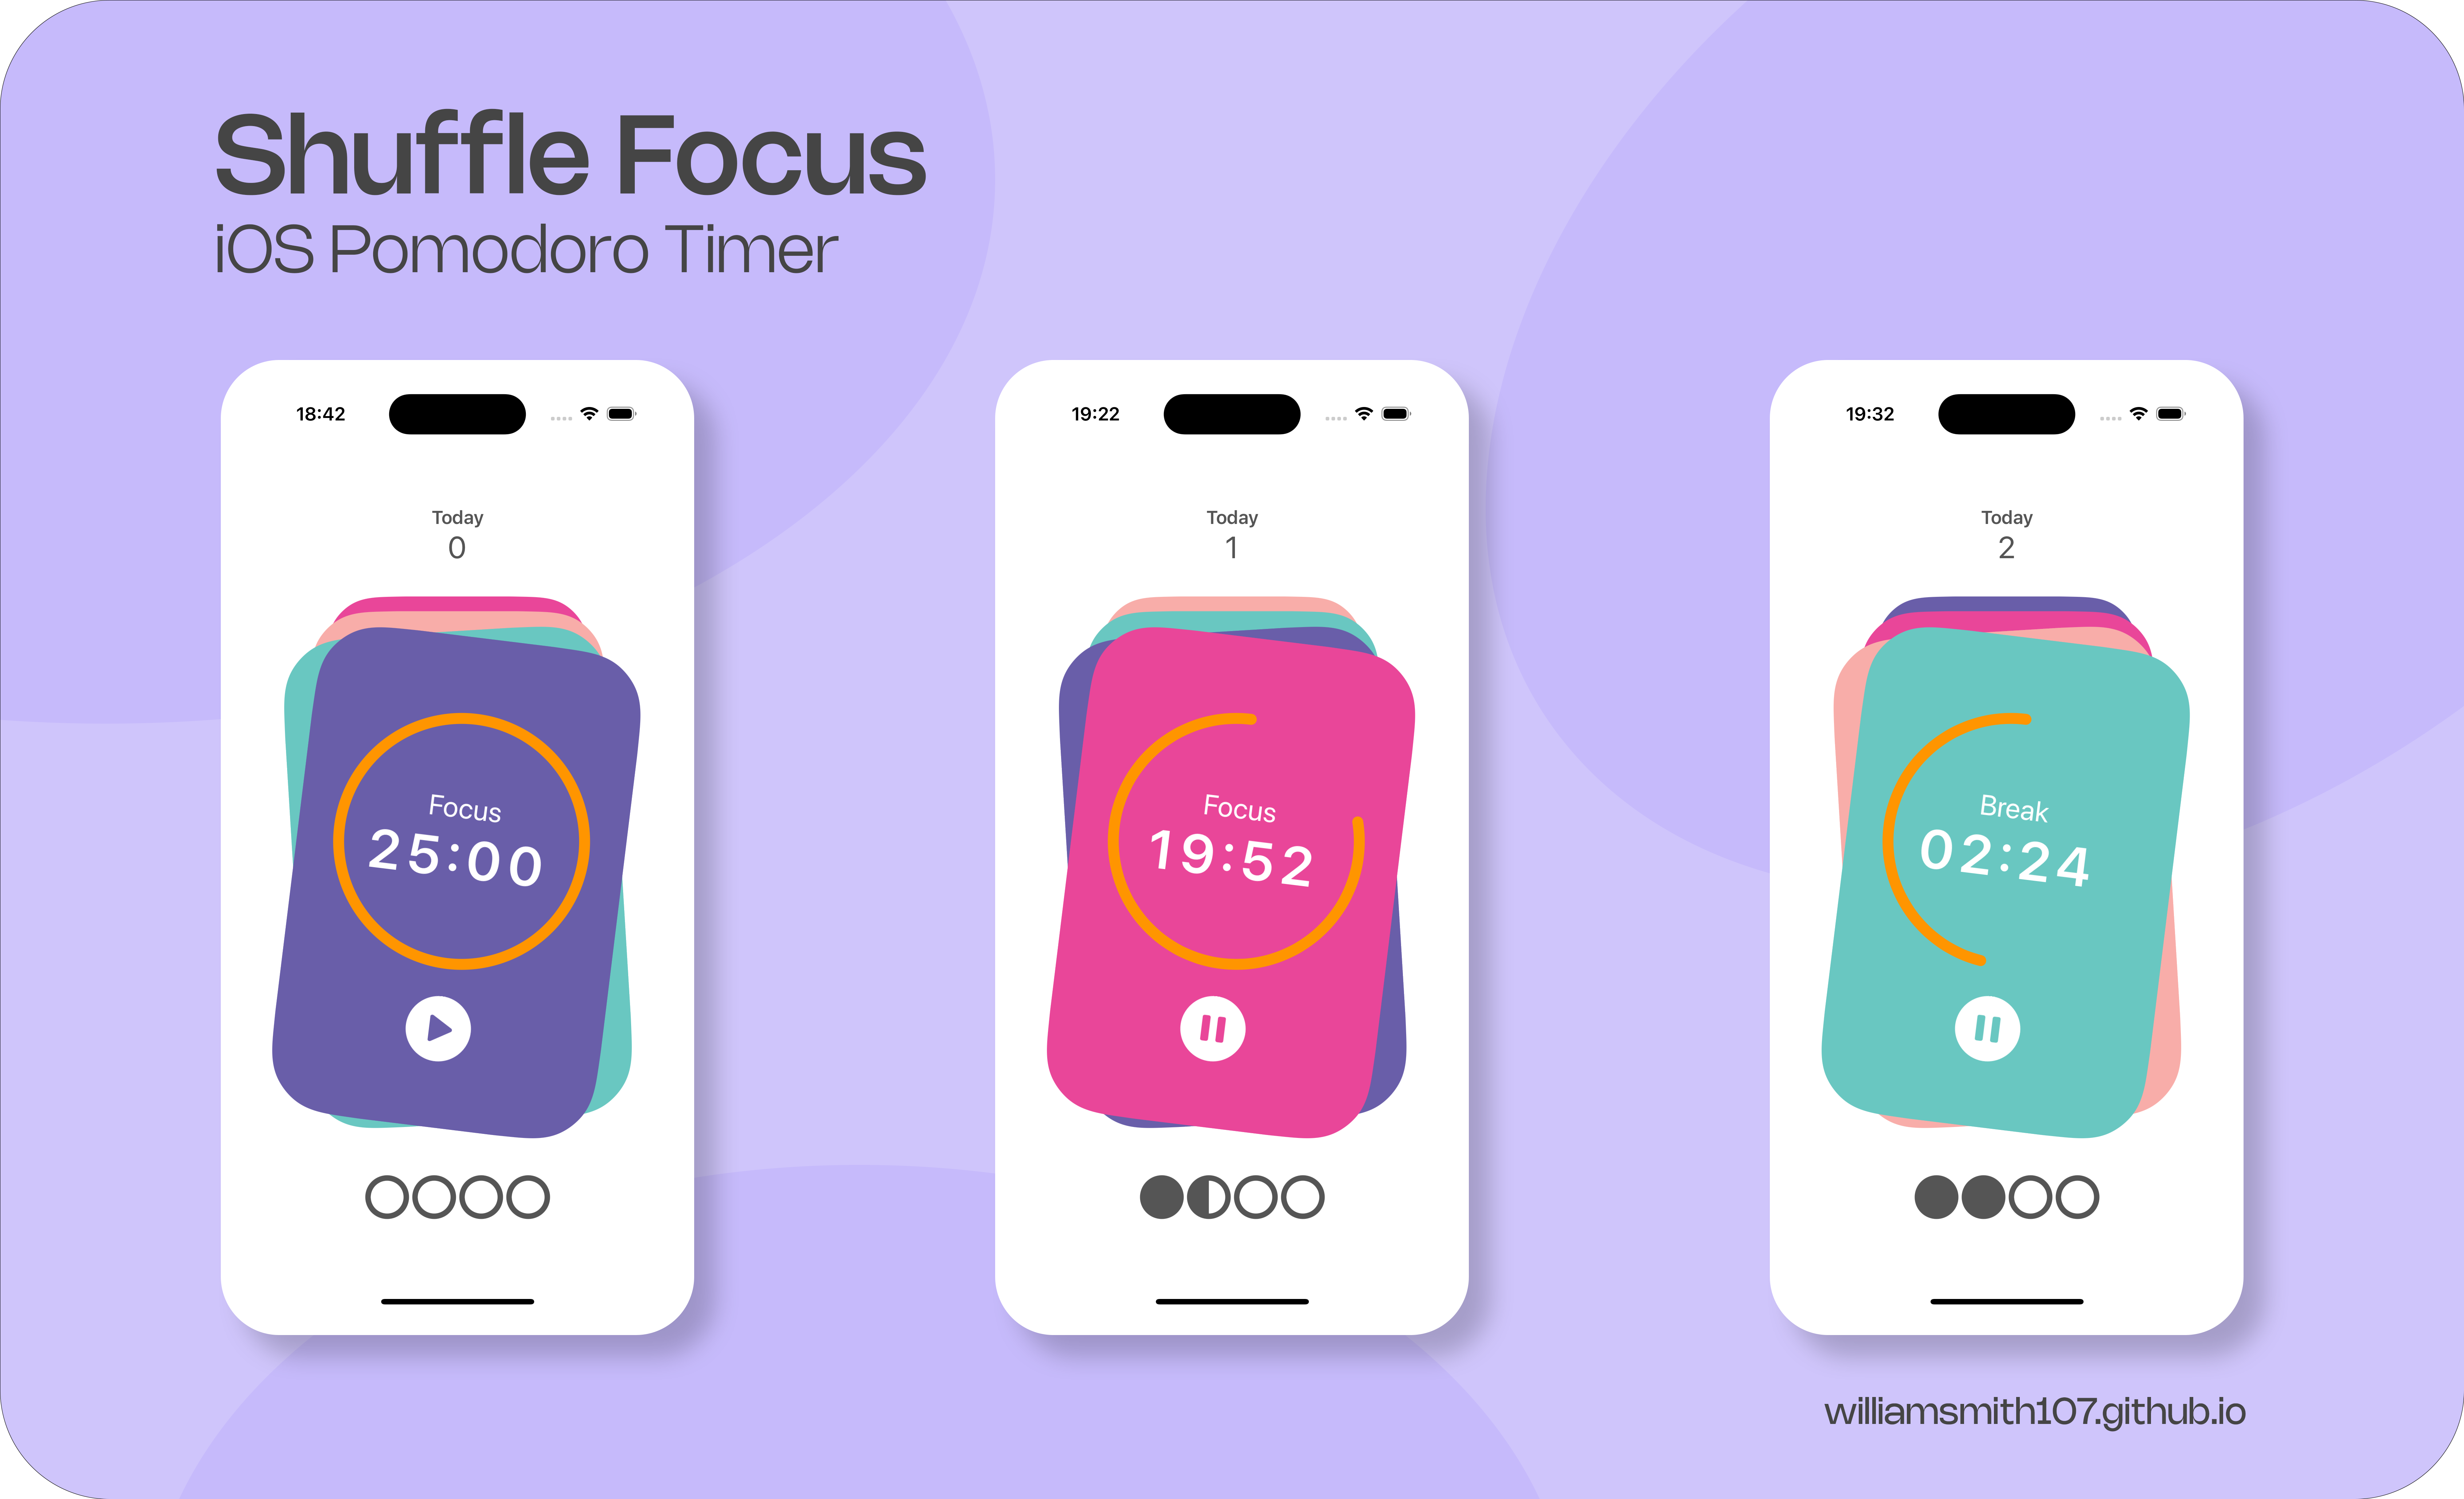 Shuffle Focus
iOS Pomodoro Timer
18:42
Today
0
Focus
25:00
19:22
Today
1
Focus
19:52
19:32
Today
2
Break
02:24
williamsmith107.github.io